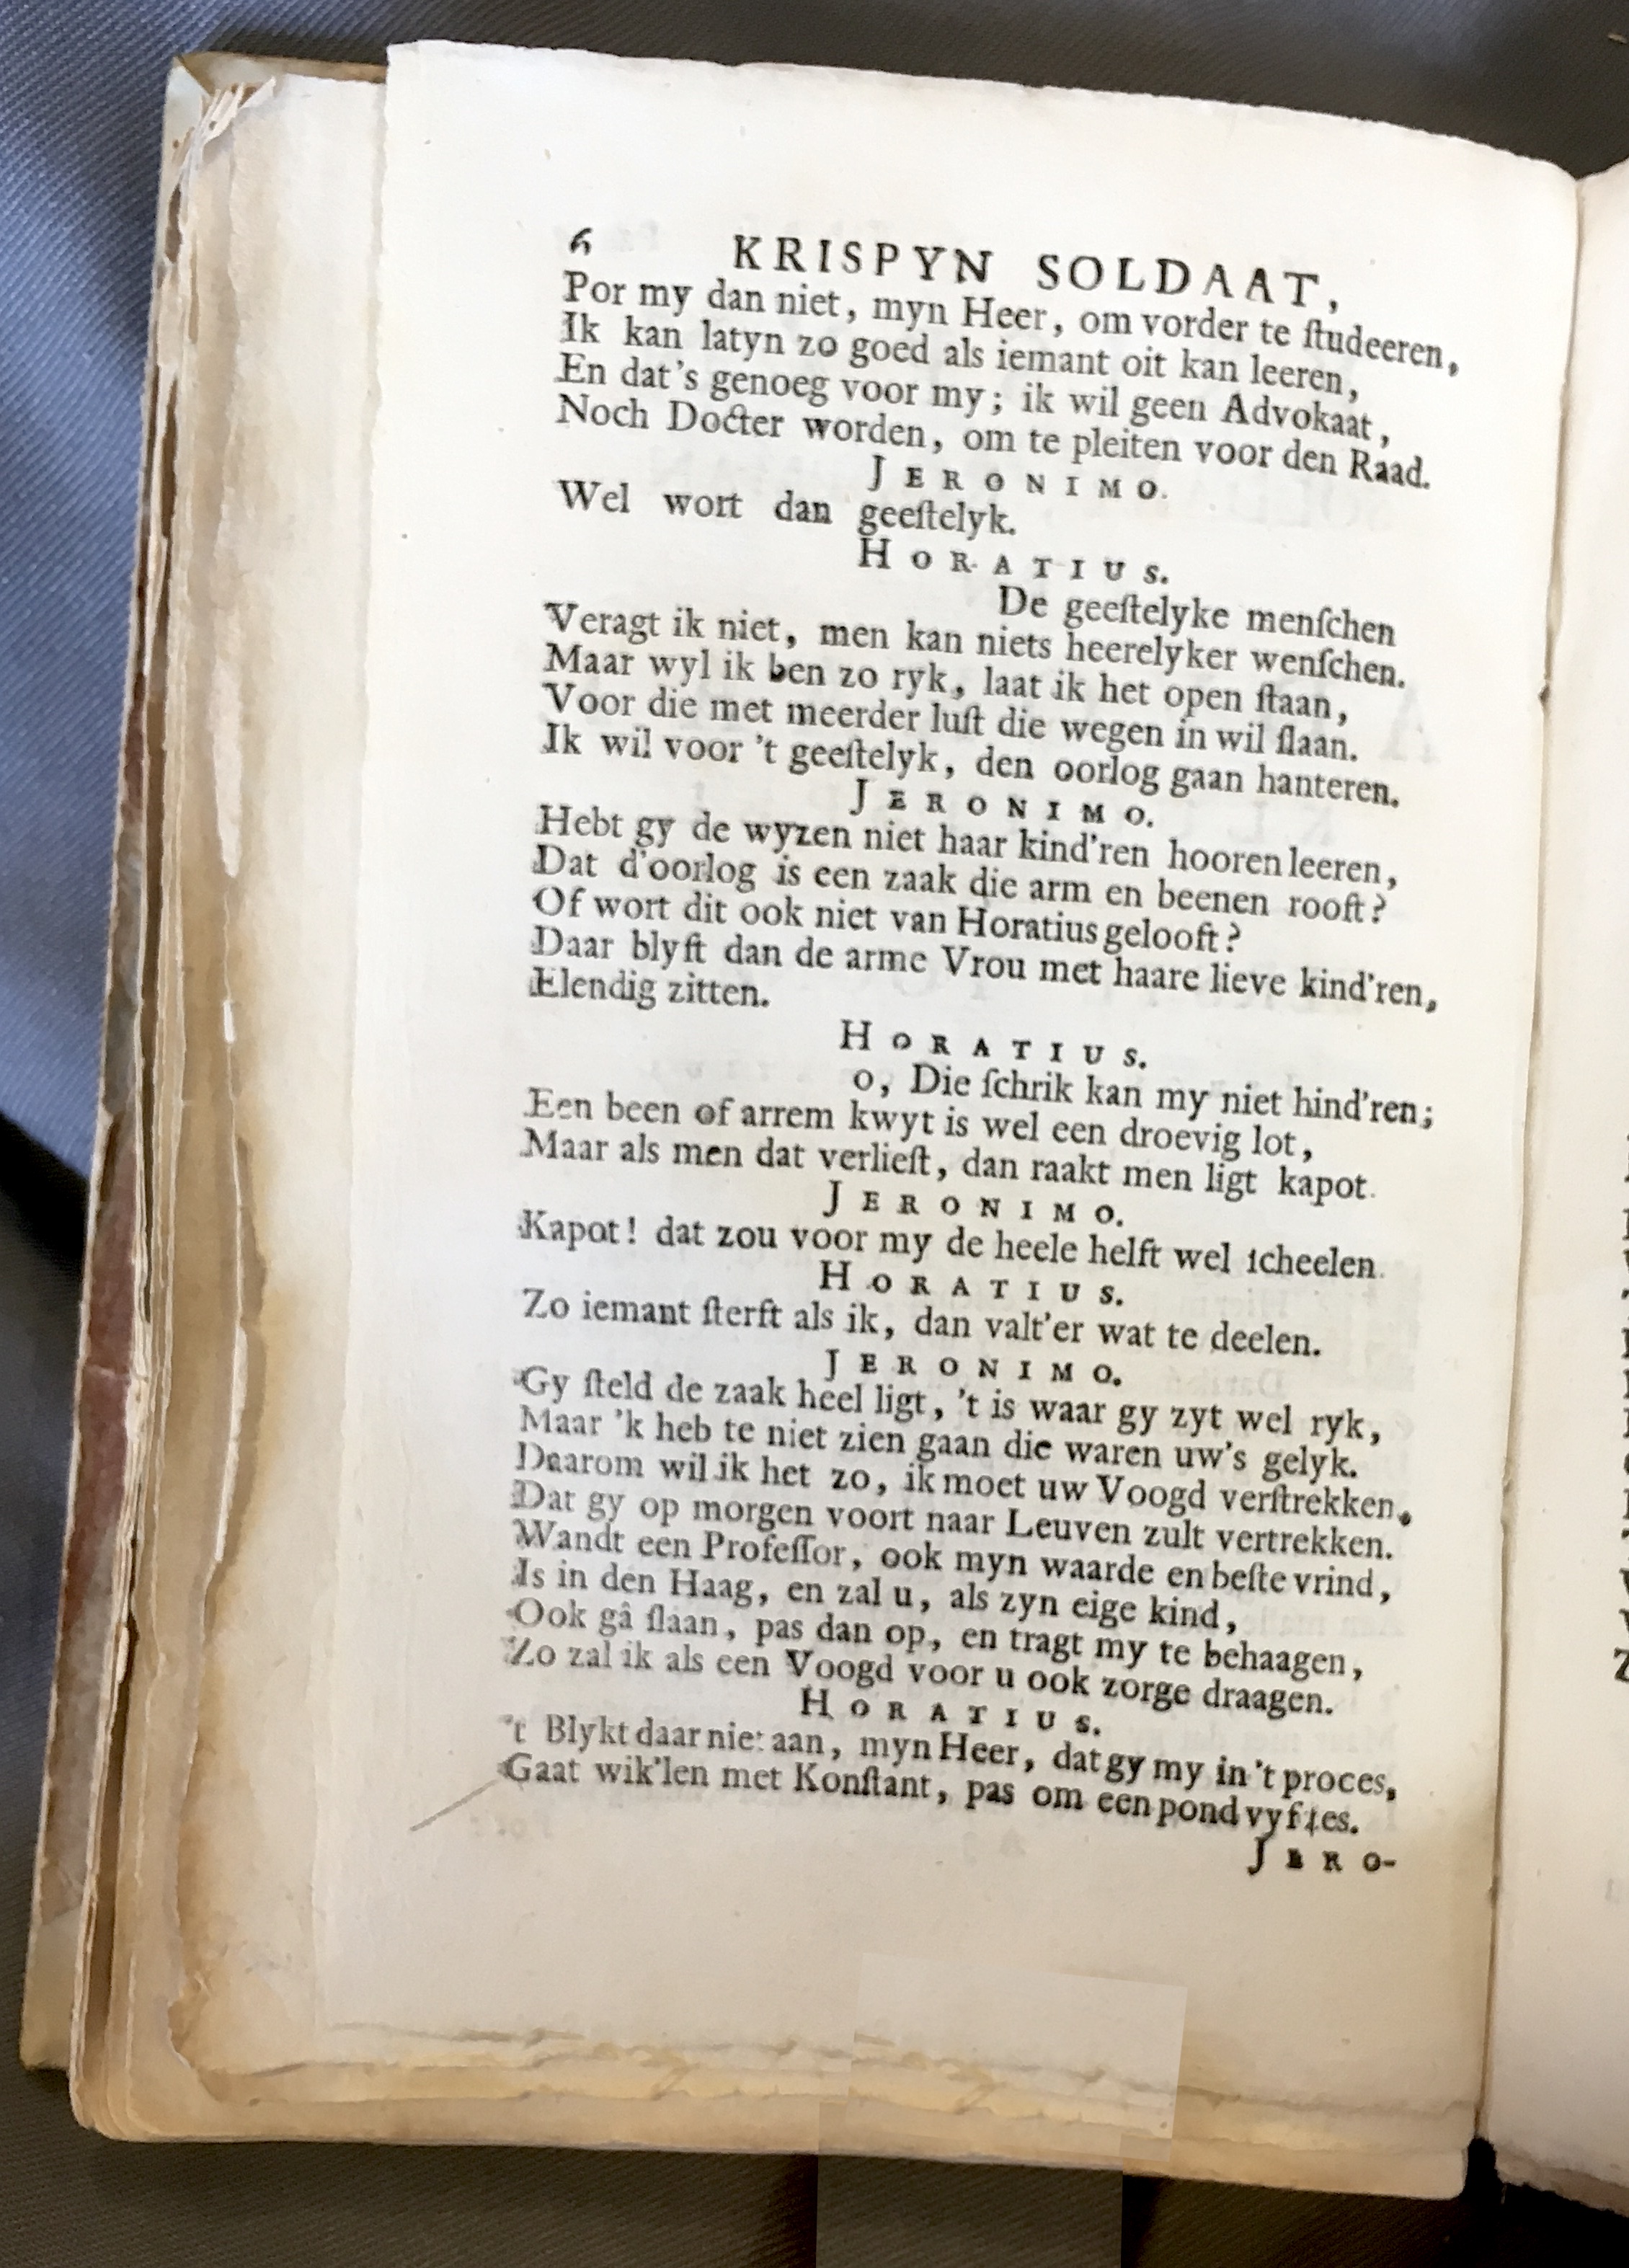 6 KRISPYN SOLDAAT,
Por my dan niet, myn Heer, om vorder te ſtudeeren,
Ik kan latyn zo goed als iemant oit kan leeren,
En dat's genoeg voor my; ik wil geen Advokaat,
Noch Docter worden, om te pleiten voor den Raad.
JERONIMO.
Wel wort dan geeſtelyk.
HORATIUS.
De geeſtelyke menſchen
Veragt ik niet, men kan niets heerelyker wenſchen.
Maar wyl ik ben zo ryk, laat ik het open ſtaan,
Voor die met meerder luſt die wegen in wil ſlaan.
Ik wil voor 't geeſtelyk, den oorlog gaan hanteren.
JERONIMO.
Hebt gy de wyzen niet haar kind'ren hooren leeren,
Dat d'oorlog is een zaak die arm en beenen rooft?
Of wort dit ook niet van Horatius gelooft?
Daar blyft dan de arme Vrou met haare lieve kind'ren,
Elendig zitten.
HORATIUS.
o, Die ſchrik kan my niet hind'ren;
Een been of arrem kwyt is wel een droevig lot,
Maar als men dat verlieſt, dan raakt men ligt kapot.
JERONIMO.
Kapot! dat zou voor my de heele helft wel ſcheelen.
HORATIUS.
Zo iemant ſterft als ik, dan valt'er wat te deelen.
JERONIMO.
Gy ſteld de zaak heel ligt, 't is waar gy zyt wel ryk,
Maar 'k heb te niet zien gaan die waren uw's gelyk.
Daarom wil ik het zo, ik moet uw Voogd verſtrekken,
Dat gy op morgen voort naar Leuven zult vertrekken.
Wandt een Profeſſor, ook myn waarde en beſte vrind,
Is in den Haag, en zal u, als zyn eige kind,
Ook gâ ſlaan, pas dan op, en tragt my te behaagen,
Zo zal ik als een Voogd voor u ook zorge draagen.
HORATIUS.
't Blykt daar niet aan, myn Heer, dat gy my in 't proces,
Gaat wik'len met Konſtant, pas om een pond vyf zes.
JERO-